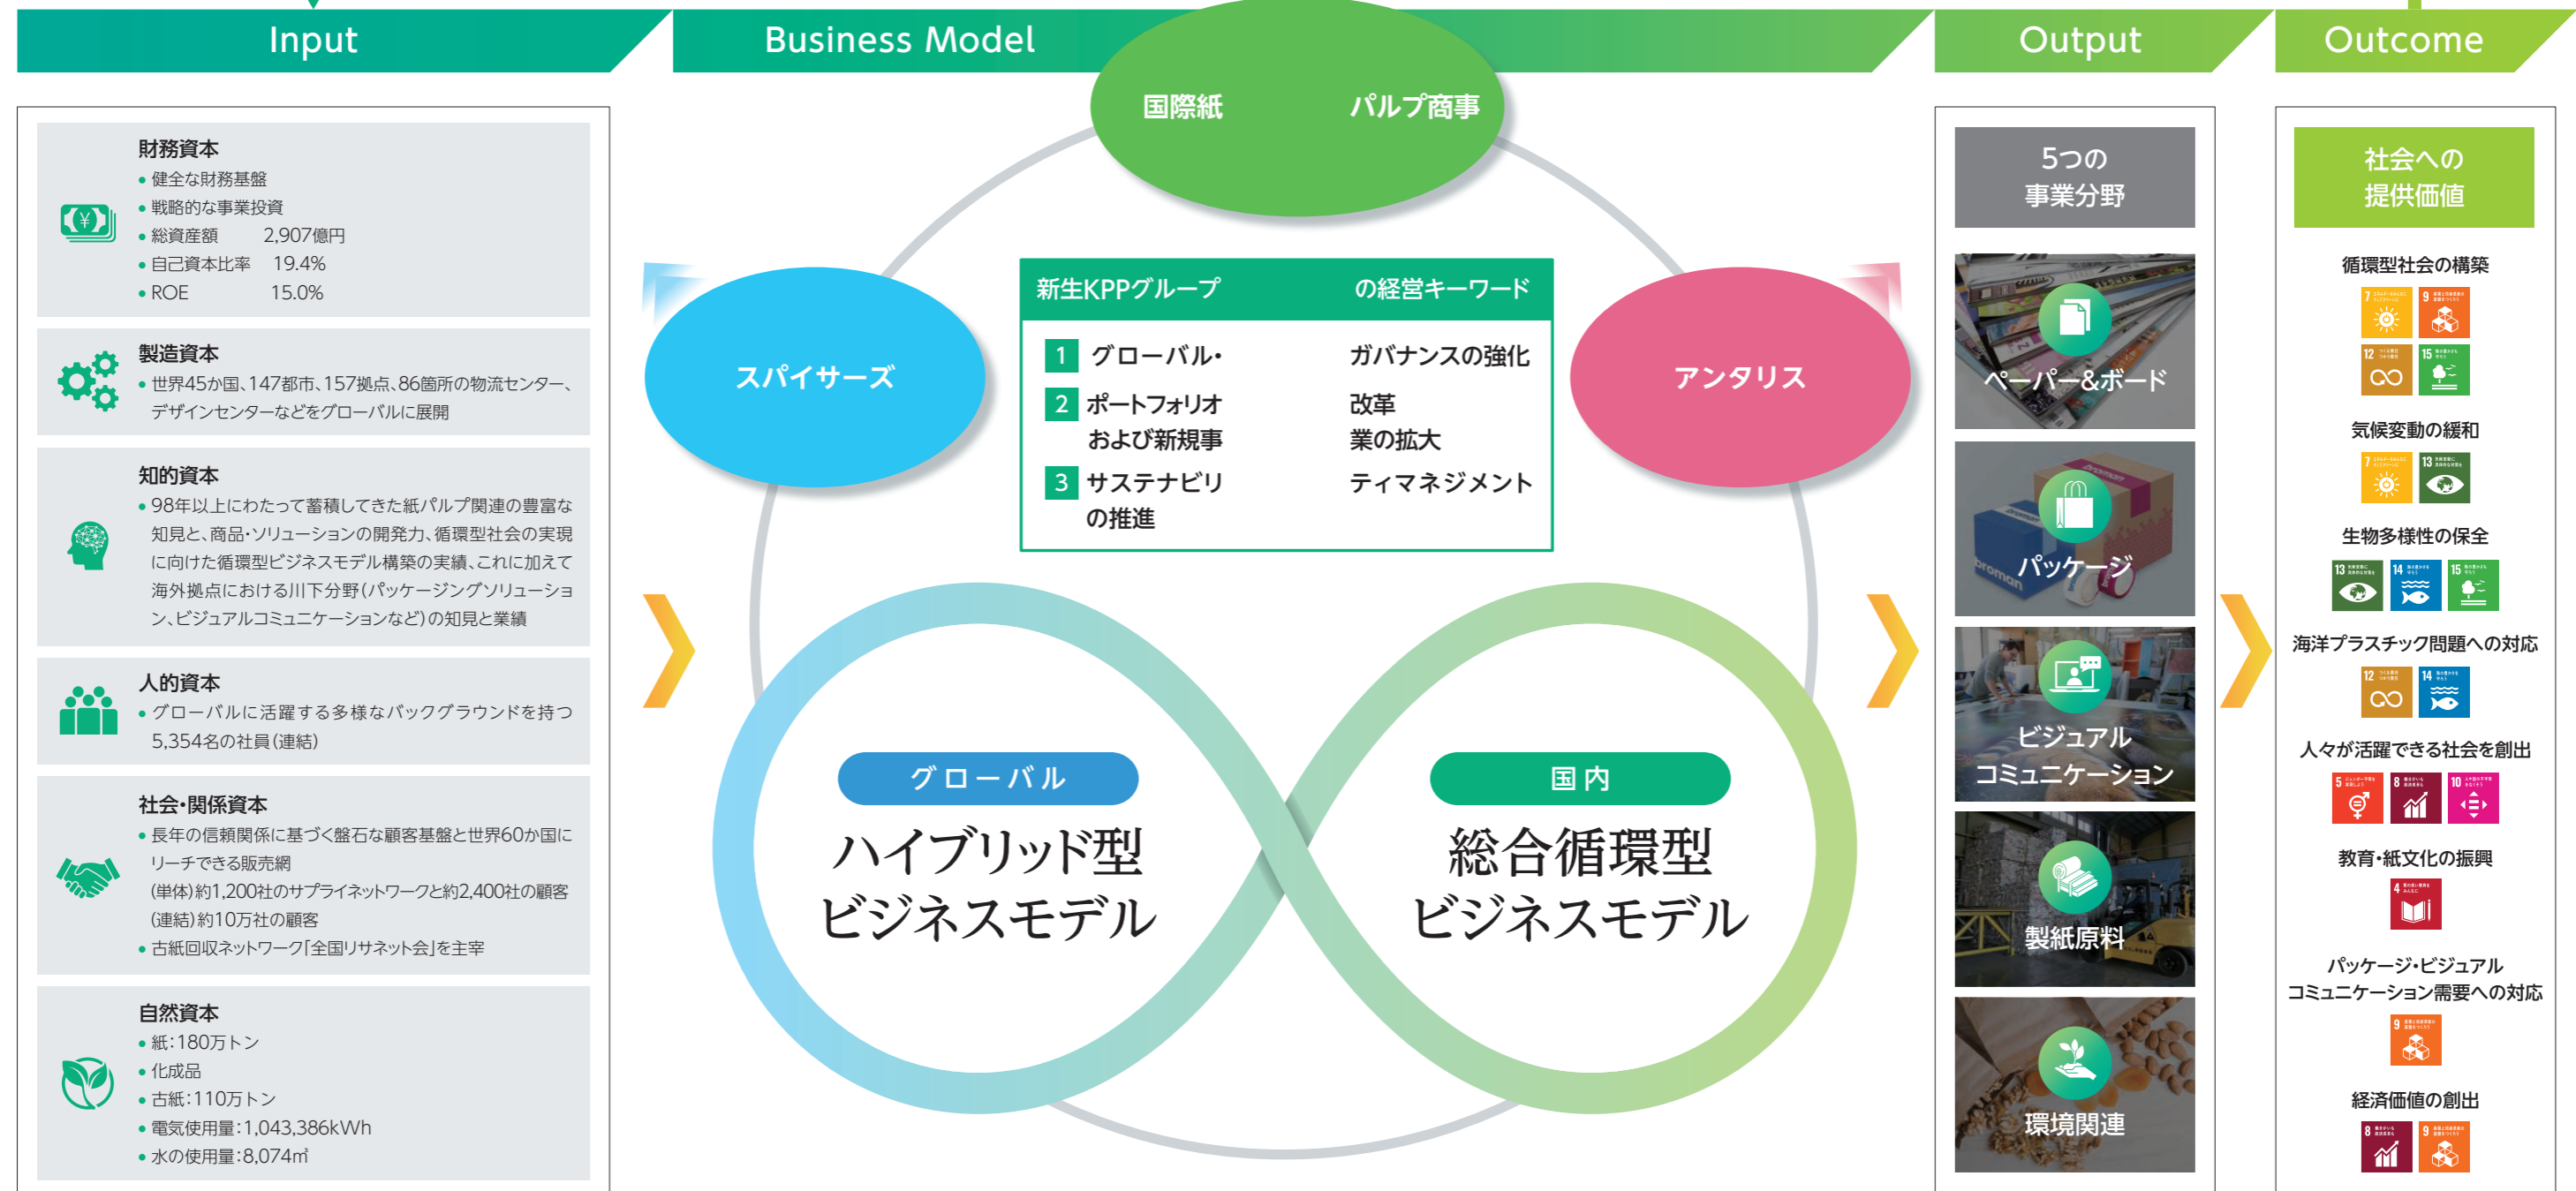 Input
Business Model
Output
Outcome
財務資本
• 健全な財務基盤
• 戦略的な事業投資
• 総資産額 2,907億円
• 自己資本比率 19.4%
• ROE 15.0%
製造資本
• 世界45か国、147都市、157拠点、86箇所の物流センター、
デザインセンターなどをグローバルに展開
知的資本
• 98年以上にわたって蓄積してきた紙パルプ関連の豊富な
知見と、商品・ソリューションの開発力、循環型社会の実現
に向けた循環型ビジネスモデル構築の実績、これに加えて
海外拠点における川下分野(パッケージングソリューショ
ン、ビジュアルコミュニケーションなど)の知見と業績
人的資本
• グローバルに活躍する多様なバックグラウンドを持つ
5,354名の社員(連結)
社会・関係資本
• 長年の信頼関係に基づく盤石な顧客基盤と世界60か国に
リーチできる販売網
(単体)約1,200社のサプライネットワークと約2,400社の顧客
(連結)約10万社の顧客
• 古紙回収ネットワーク「全国リサネット会」を主宰
自然資本
• 紙:180万トン
• 化成品
• 古紙:110万トン
• 電気使用量:1,043,386kWh
• 水の使用量:8,074㎥
国際紙 パルプ商事
スパイサーズ
アンタリス
新生KPPグループ の経営キーワード
1 グローバル・ ガバナンスの強化
2 ポートフォリオ 改革
および新規事 業の拡大
3 サステナビリ ティマネジメント
の推進
グローバル
ハイブリッド型
ビジネスモデル
国内
総合循環型
ビジネスモデル
5つの
事業分野
ペーパー&ボード
broman
broman
パッケージ
ビジュアル
コミュニケーション
製紙原料
環境関連
社会への
提供価値
循環型社会の構築
7 9
12 15
気候変動の緩和
7 13
生物多様性の保全
13 14 15
海洋プラスチック問題への対応
12 14
人々が活躍できる社会を創出
5 8 10
教育・紙文化の振興
4
パッケージ・ビジュアル
コミュニケーション需要への対応
9
経済価値の創出
8 9